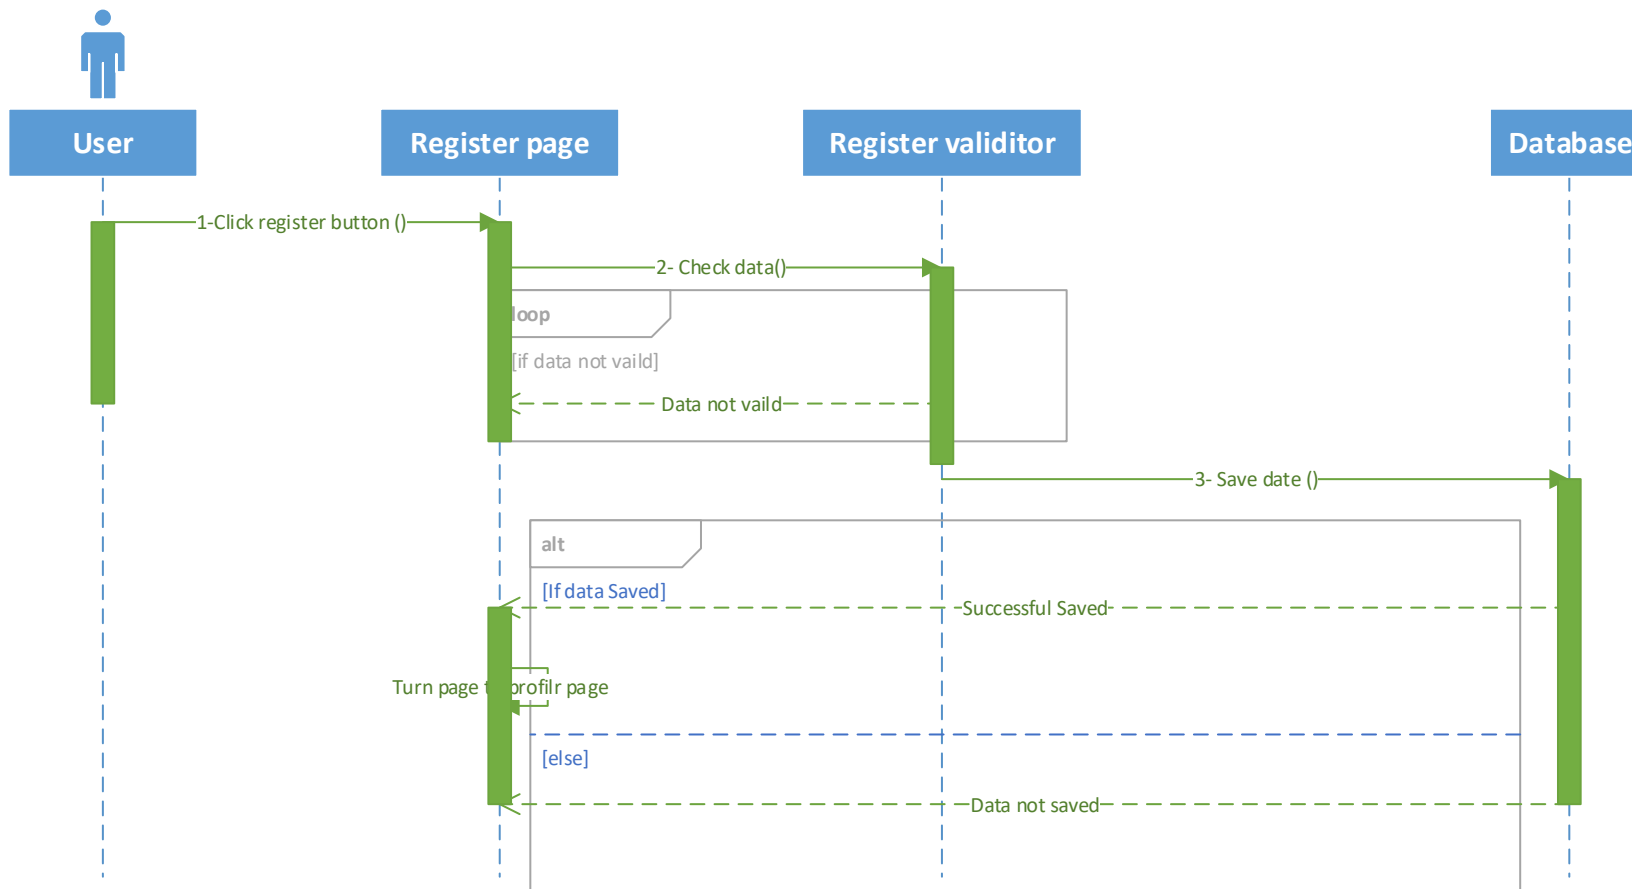 User
Register page
Register validitor
Database
1-Click register button ()
2- Check data()
loop
[if data not vaild]
Data not vaild
3- Save date ()
alt
[If data Saved]
Successful Saved
Turn page t profilr page
[else]
Data not saved